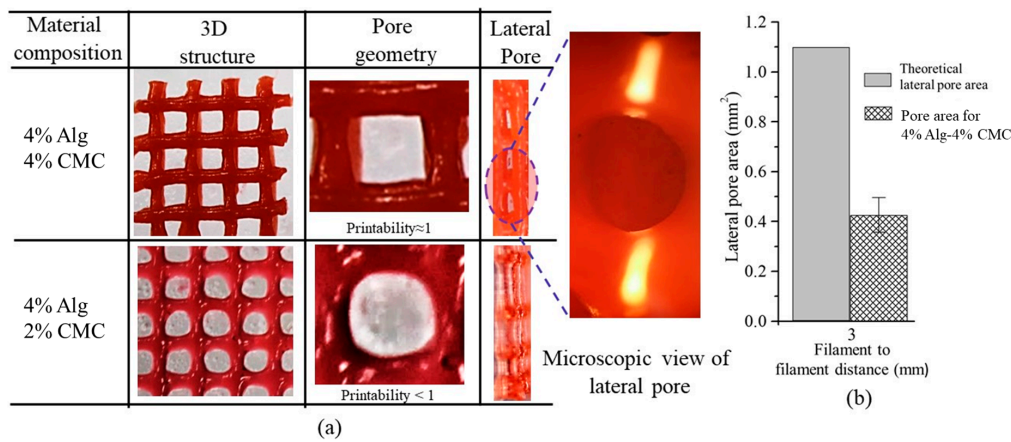 Material
composition
3D
structure
Pore
geometry
Lateral
Pore
4% Alg
4% CMC
Printability≈1
4% Alg
2% CMC
Printability < 1
Microscopic view of
lateral pore
(a)
Lateral pore area (mm²)
1.2
1.0
0.8
0.6
0.4
0.2
0.0
Theoretical
lateral pore area
Pore area for
4% Alg-4% CMC
3
Filament to
filament distance (mm)
(b)